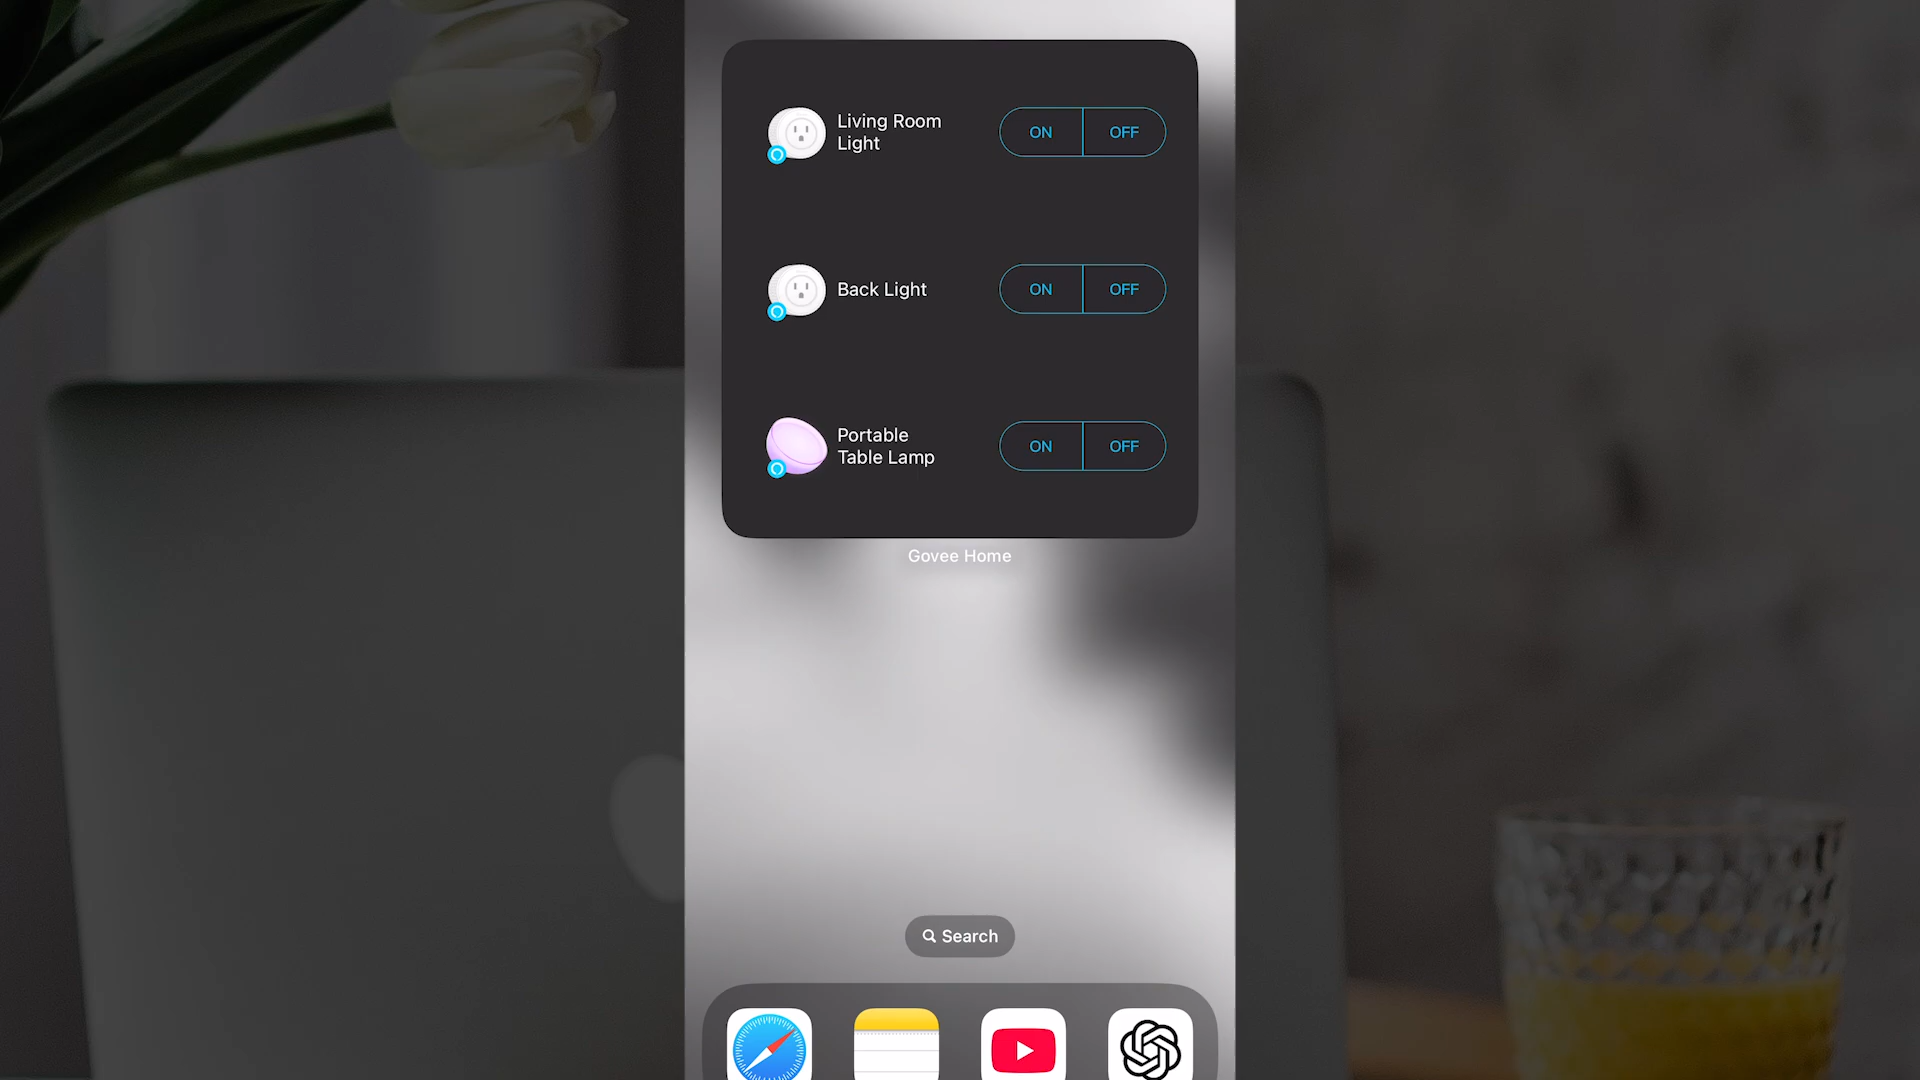 Living Room
Light
ON
OFF
Back Light
ON
OFF
Portable
Table Lamp
ON
OFF
Govee Home
Search